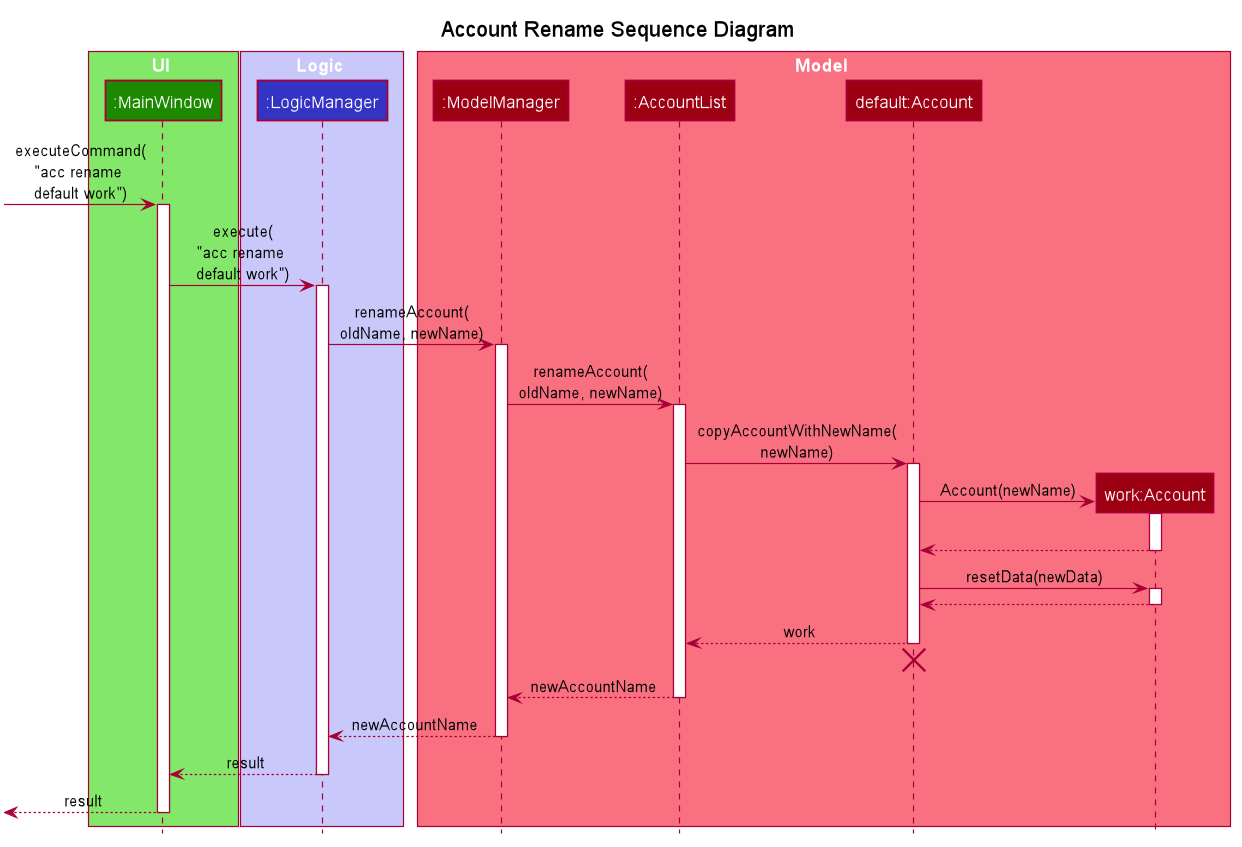 Account Rename Sequence Diagram
UI
Logic
Model
:MainWindow
:LogicManager
:ModelManager
:AccountList
default:Account
executeCommand(
"acc rename
default work")
execute(
"acc rename
default work")
renameAccount(
oldName, newName)
renameAccount(
oldName, newName)
copyAccountWithNewName(
newName)
Account(newName)
work:Account
resetData(newData)
work
newAccountName
newAccountName
result
result